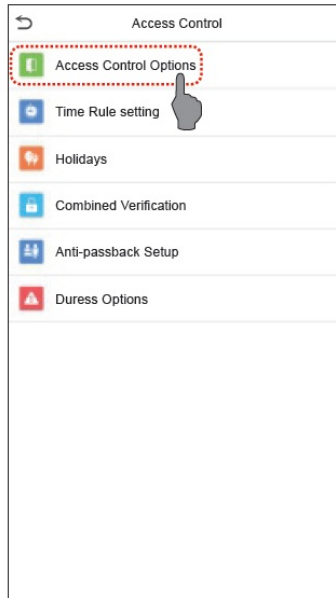 Access Control
Access Control Options
Time Rule setting
Holidays
Combined Verification
Anti-passback Setup
Duress Options